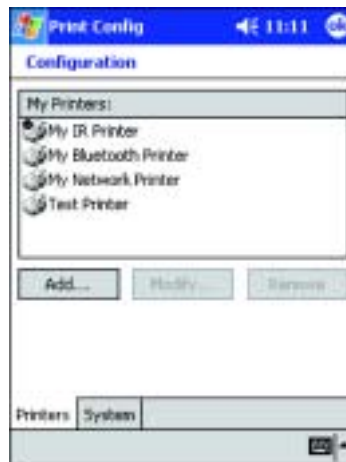 Print Config 11:11 ok
Configuration
My Printers:
My IR Printer
My Bluetooth Printer
My Network Printer
Test Printer
Add... Modify... Remove
Printers System